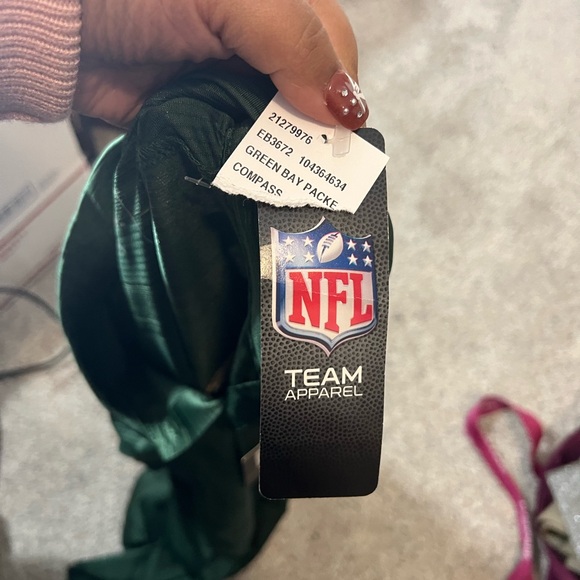 21279976
EB3672 104364634
GREEN BAY PACKE
COMPASS
NFL
TEAM
APPAREL